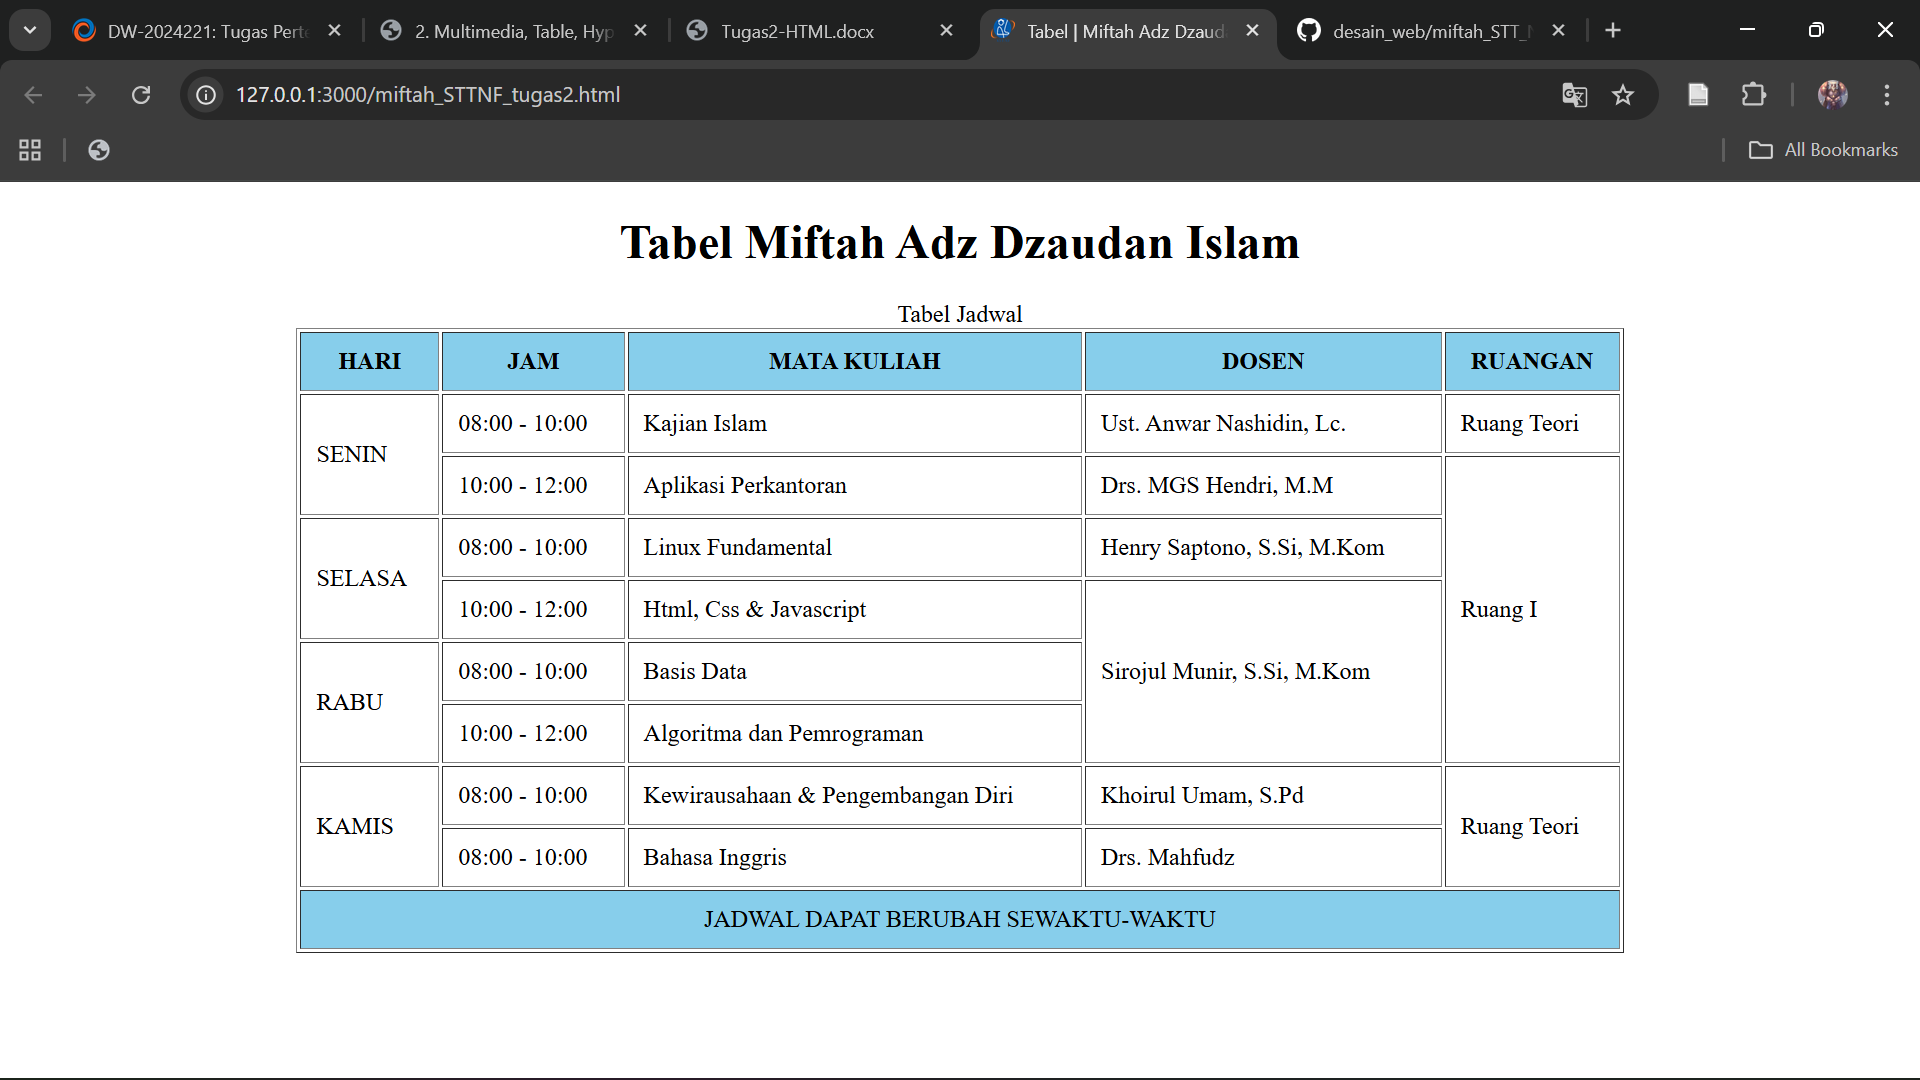 DW-2024221: Tugas Perte
2. Multimedia, Table, Hyp
Tugas2-HTML.docx
Tabel | Miftah Adz Dzaud
desain_web/miftah_STT_N
127.0.0.1:3000/miftah_STTNF_tugas2.html
All Bookmarks
Tabel Miftah Adz Dzaudan Islam
Tabel Jadwal
HARI JAM MATA KULIAH DOSEN RUANGAN
SENIN 08:00 - 10:00 Kajian Islam Ust. Anwar Nashidin, Lc. Ruang Teori
10:00 - 12:00 Aplikasi Perkantoran Drs. MGS Hendri, M.M Ruang I
SELASA 08:00 - 10:00 Linux Fundamental Henry Saptono, S.Si, M.Kom
10:00 - 12:00 Html, Css & Javascript Sirojul Munir, S.Si, M.Kom
RABU 08:00 - 10:00 Basis Data
10:00 - 12:00 Algoritma dan Pemrograman
KAMIS 08:00 - 10:00 Kewirausahaan & Pengembangan Diri Khoirul Umam, S.Pd Ruang Teori
08:00 - 10:00 Bahasa Inggris Drs. Mahfudz
JADWAL DAPAT BERUBAH SEWAKTU-WAKTU